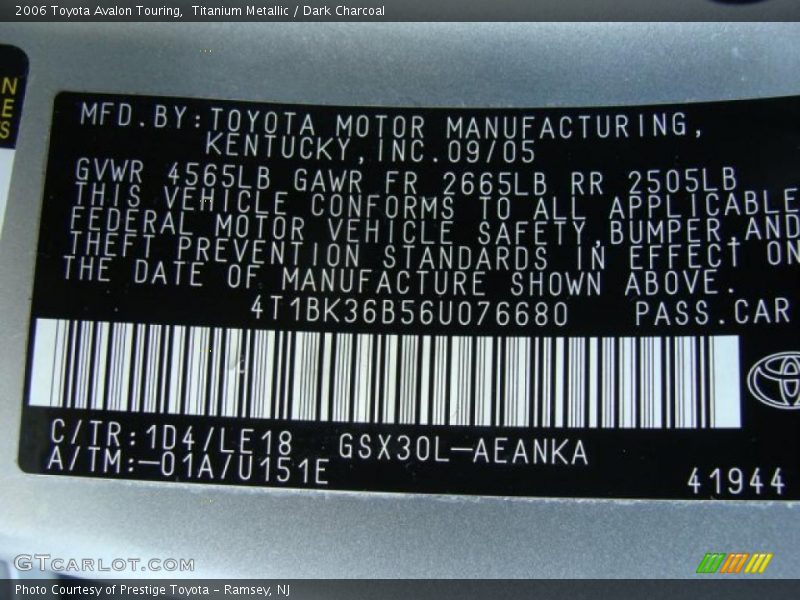 2006 Toyota Avalon Touring,  Titanium Metallic / Dark Charcoal
NES
MFD.BY:TOYOTA MOTOR MANUFACTURING,
KENTUCKY,INC.09/05
GVWR 4565LB GAWR FR 2665LB RR 2505LB
THIS VEHICLE CONFORMS TO ALL APPLICABLE
FEDERAL MOTOR VEHICLE SAFETY,BUMPER,AND
THEFT PREVENTION STANDARDS IN EFFECT ON
THE DATE OF MANUFACTURE SHOWN ABOVE.
4T1BK36B56U076680 PASS.CAR
C/TR:1D4/LE18 GSX30L-AEANKA
A/TM:-01A/U151E
41944
GTCARLOT.COM
Photo Courtesy of Prestige Toyota - Ramsey, NJ